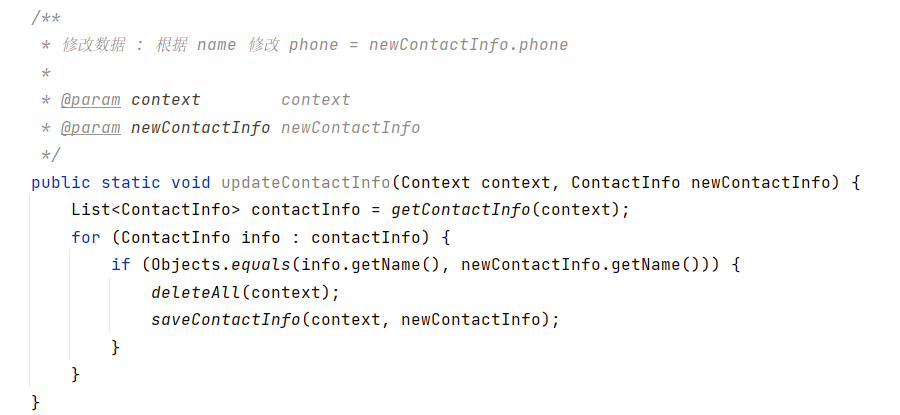 /**
 * 修改数据 : 根据 name 修改 phone = newContactInfo.phone
 *
 * @param context        context
 * @param newContactInfo newContactInfo
 */
public static void updateContactInfo(Context context, ContactInfo newContactInfo) {
    List<ContactInfo> contactInfo = getContactInfo(context);
    for (ContactInfo info : contactInfo) {
        if (Objects.equals(info.getName(), newContactInfo.getName())) {
            deleteAll(context);
            saveContactInfo(context, newContactInfo);
        }
    }
}